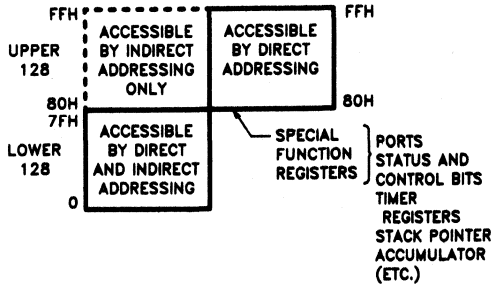 FFH
FFH
UPPER
128
ACCESSIBLE
BY INDIRECT
ADDRESSING
ONLY
ACCESSIBLE
BY DIRECT
ADDRESSING
80H
80H
7FH
LOWER
128
ACCESSIBLE
BY DIRECT
AND INDIRECT
ADDRESSING
0
SPECIAL
FUNCTION
REGISTERS
PORTS
STATUS AND
CONTROL BITS
TIMER
REGISTERS
STACK POINTER
ACCUMULATOR
(ETC.)